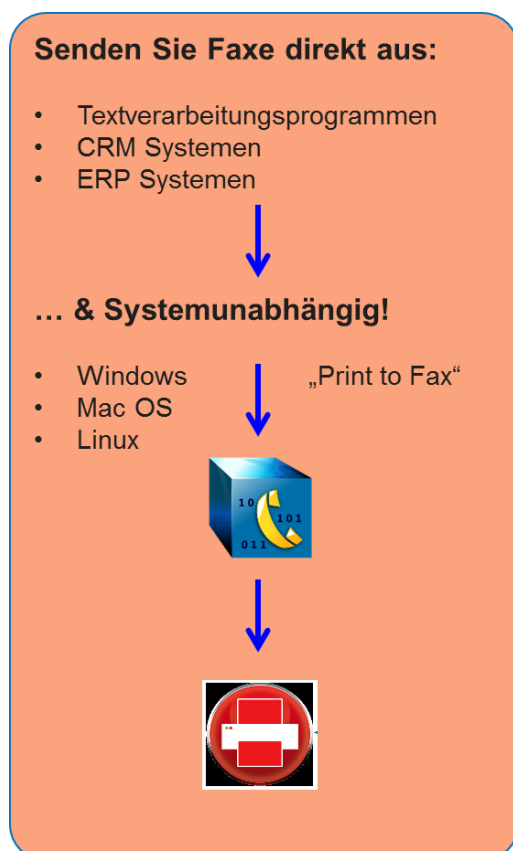 Senden Sie Faxe direkt aus:
• Textverarbeitungsprogrammen
• CRM Systemen
• ERP Systemen
… & Systemunabhängig!
• Windows „Print to Fax“
• Mac OS
• Linux
10
101
011